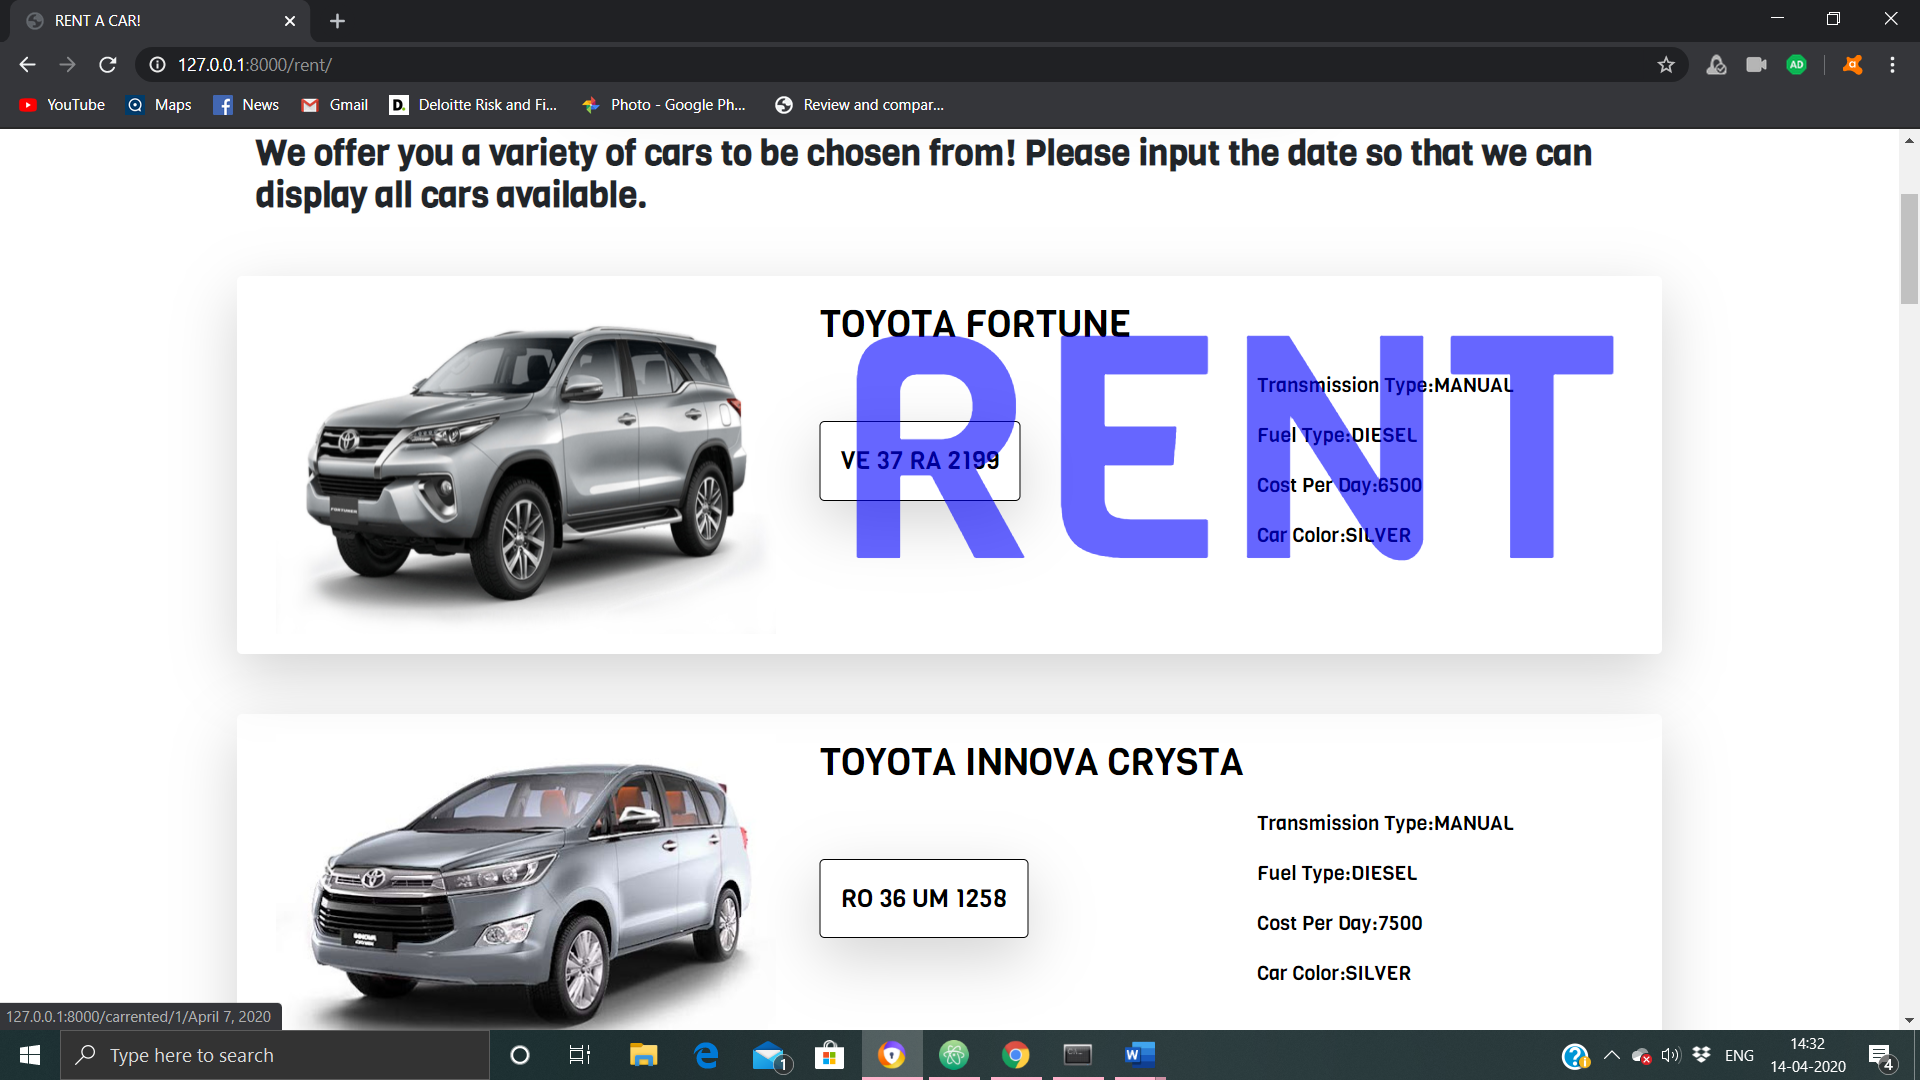 RENT A CAR!
127.0.0.1:8000/rent/
YouTube
Maps
News
Gmail
Deloitte Risk and Fi...
Photo - Google Ph...
Review and compar...
We offer you a variety of cars to be chosen from! Please input the date so that we can
display all cars available.
TOYOTA FORTUNE
RENT
Transmission Type:MANUAL
VE 37 RA 2199
Fuel Type:DIESEL
Cost Per Day:6500
Car Color:SILVER
FORTUNER
TOYOTA INNOVA CRYSTA
Transmission Type:MANUAL
RO 36 UM 1258
Fuel Type:DIESEL
Cost Per Day:7500
Car Color:SILVER
INNOVA
127.0.0.1:8000/carrented/1/April 7, 2020
Type here to search
1
ENG
14:32
14-04-2020
4